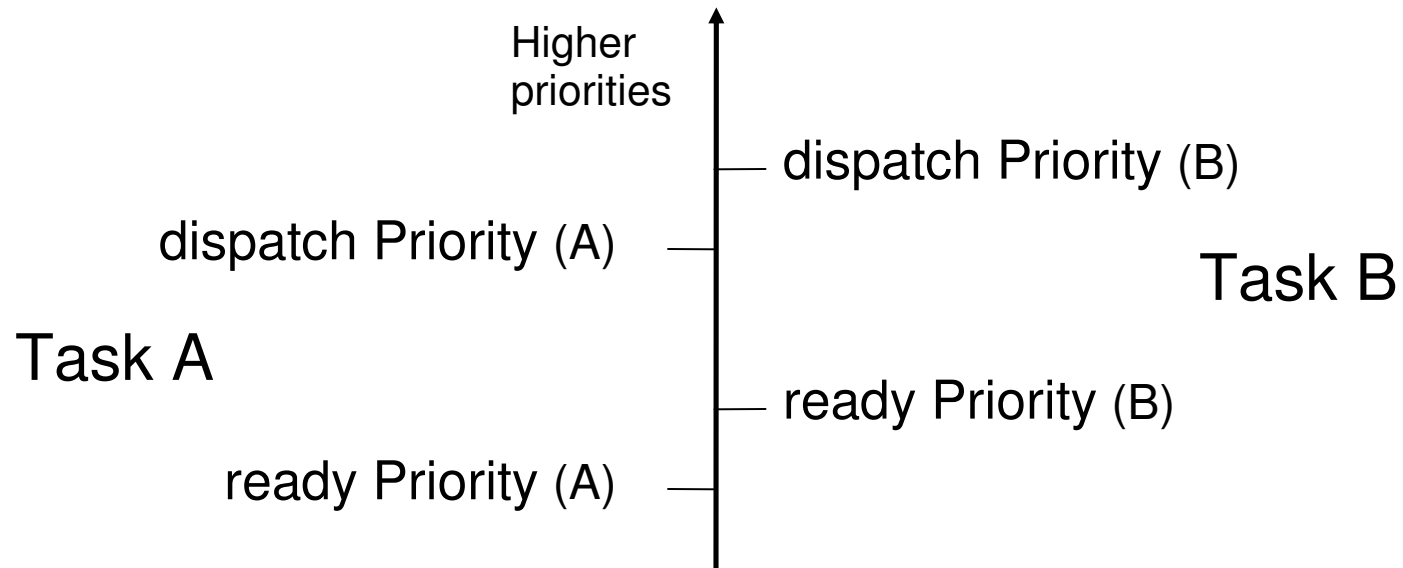 Higher
priorities
dispatch Priority (B)
dispatch Priority (A)
Task B
Task A
ready Priority (B)
ready Priority (A)